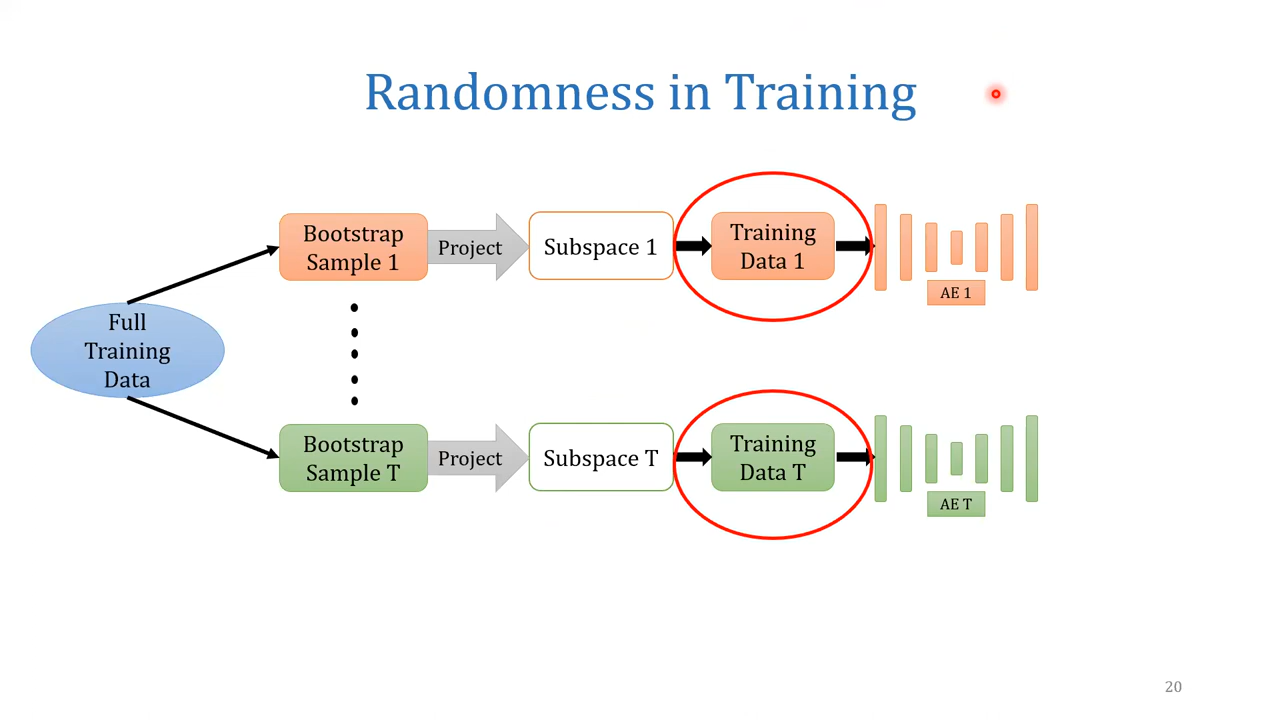 Randomness in Training
Bootstrap
Sample 1
Project
Subspace 1
Training
Data 1
AE 1
Full
Training
Data
Bootstrap
Sample T
Project
Subspace T
Training
Data T
AE T
20